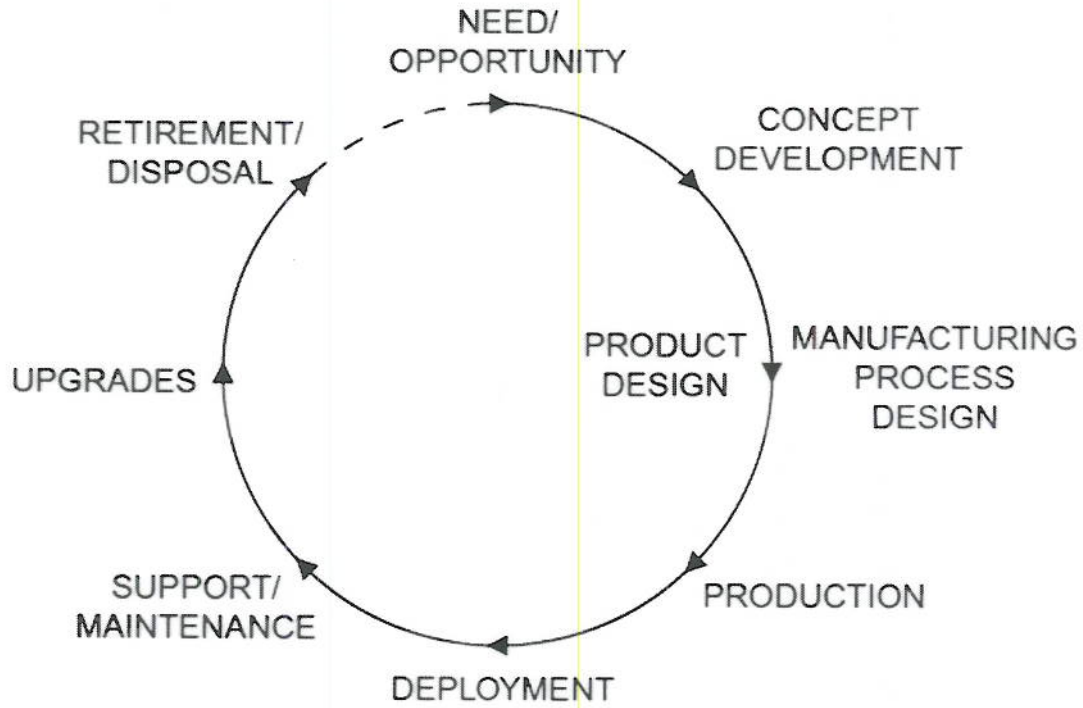 NEED/
OPPORTUNITY
CONCEPT
DEVELOPMENT
PRODUCT
DESIGN
MANUFACTURING
PROCESS
DESIGN
PRODUCTION
DEPLOYMENT
SUPPORT/
MAINTENANCE
UPGRADES
RETIREMENT/
DISPOSAL